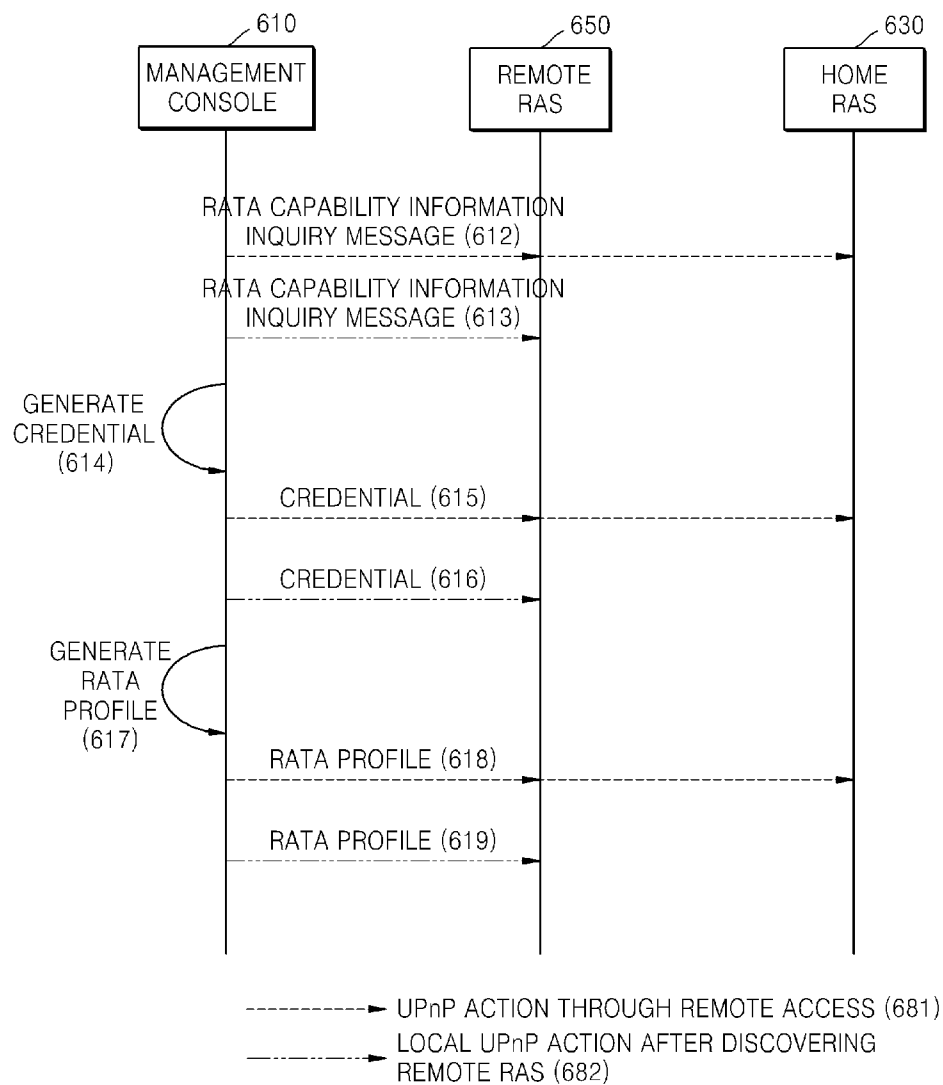 610
650
630
MANAGEMENT
CONSOLE
REMOTE
RAS
HOME
RAS
RATA CAPABILITY INFORMATION
INQUIRY MESSAGE (612)
RATA CAPABILITY INFORMATION
INQUIRY MESSAGE (613)
GENERATE
CREDENTIAL
(614)
CREDENTIAL (615)
CREDENTIAL (616)
GENERATE
RATA
PROFILE
(617)
RATA PROFILE (618)
RATA PROFILE (619)
UPnP ACTION THROUGH REMOTE ACCESS (681)
LOCAL UPnP ACTION AFTER DISCOVERING
REMOTE RAS (682)